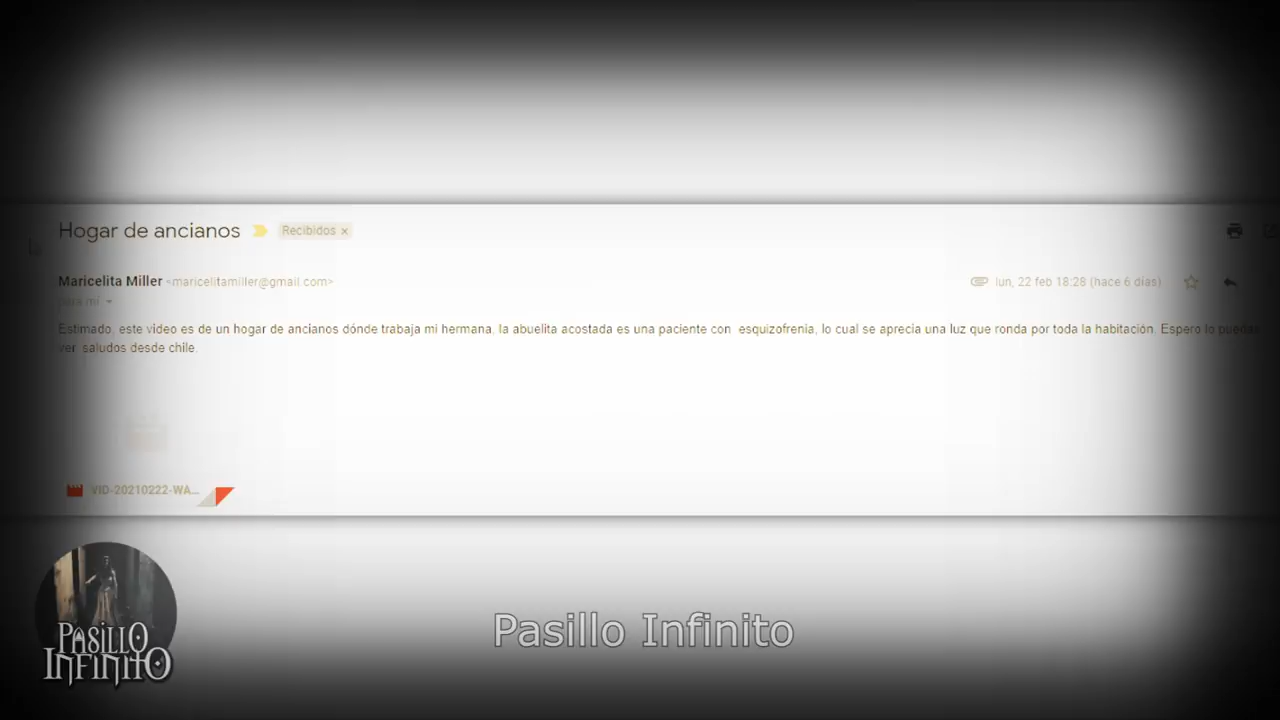 Hogar de ancianos Recibidos x
Maricelita Miller <maricelitamiller@gmail.com> lun, 22 feb 18:28 (hace 6 días)
para mí
Estimado, este video es de un hogar de ancianos dónde trabaja mi hermana, la abuelita acostada es una paciente con esquizofrenia, lo cual se aprecia una luz que ronda por toda la habitación. Espero lo puedas
ver, saludos desde chile.
VID-20210222-WA...
PASILLO
INFINITO
Pasillo Infinito